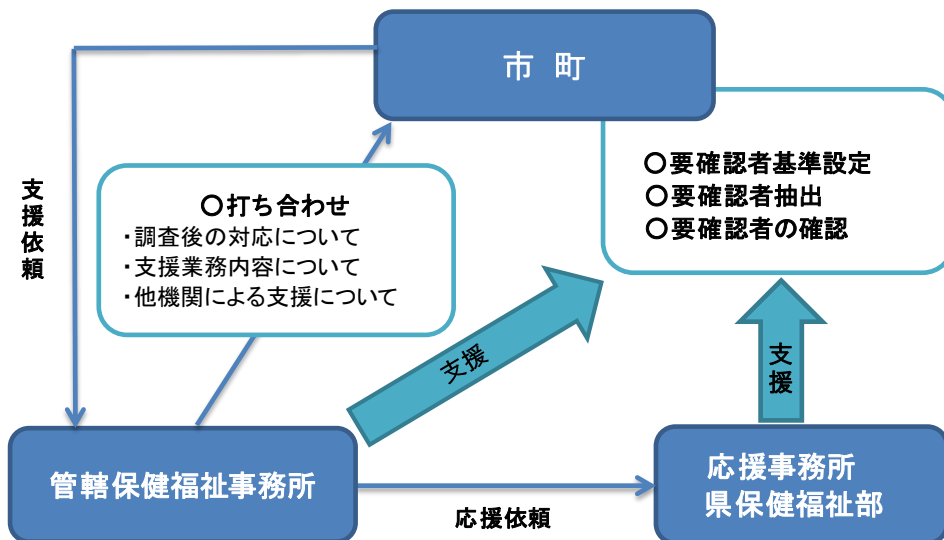 市 町
〇要確認者基準設定
〇要確認者抽出
〇要確認者の確認
支援依頼
〇打ち合わせ
・調査後の対応について
・支援業務内容について
・他機関による支援について
支援
支援
管轄保健福祉事務所
応援依頼
応援事務所
県保健福祉部